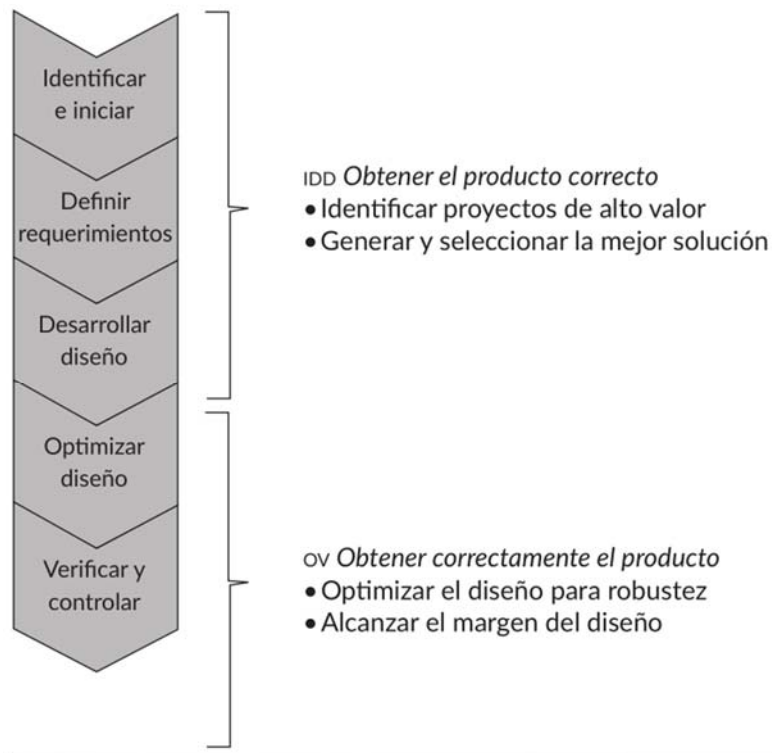 Identificar
e iniciar
Definir
requerimientos
Desarrollar
diseño
Optimizar
diseño
Verificar y
controlar
IDD Obtener el producto correcto
• Identificar proyectos de alto valor
• Generar y seleccionar la mejor solución
OV Obtener correctamente el producto
• Optimizar el diseño para robustez
• Alcanzar el margen del diseño